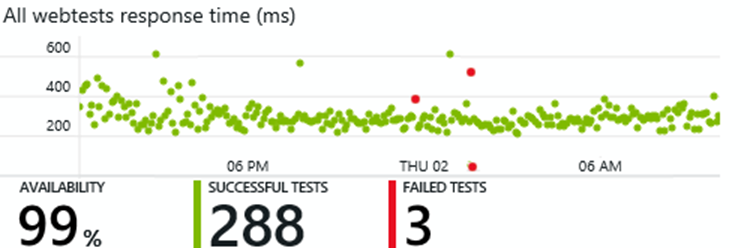 All webtests response time (ms)
600
400
200
06 PM THU 02 06 AM
AVAILABILITY SUCCESSFUL TESTS FAILED TESTS
99% 288 3